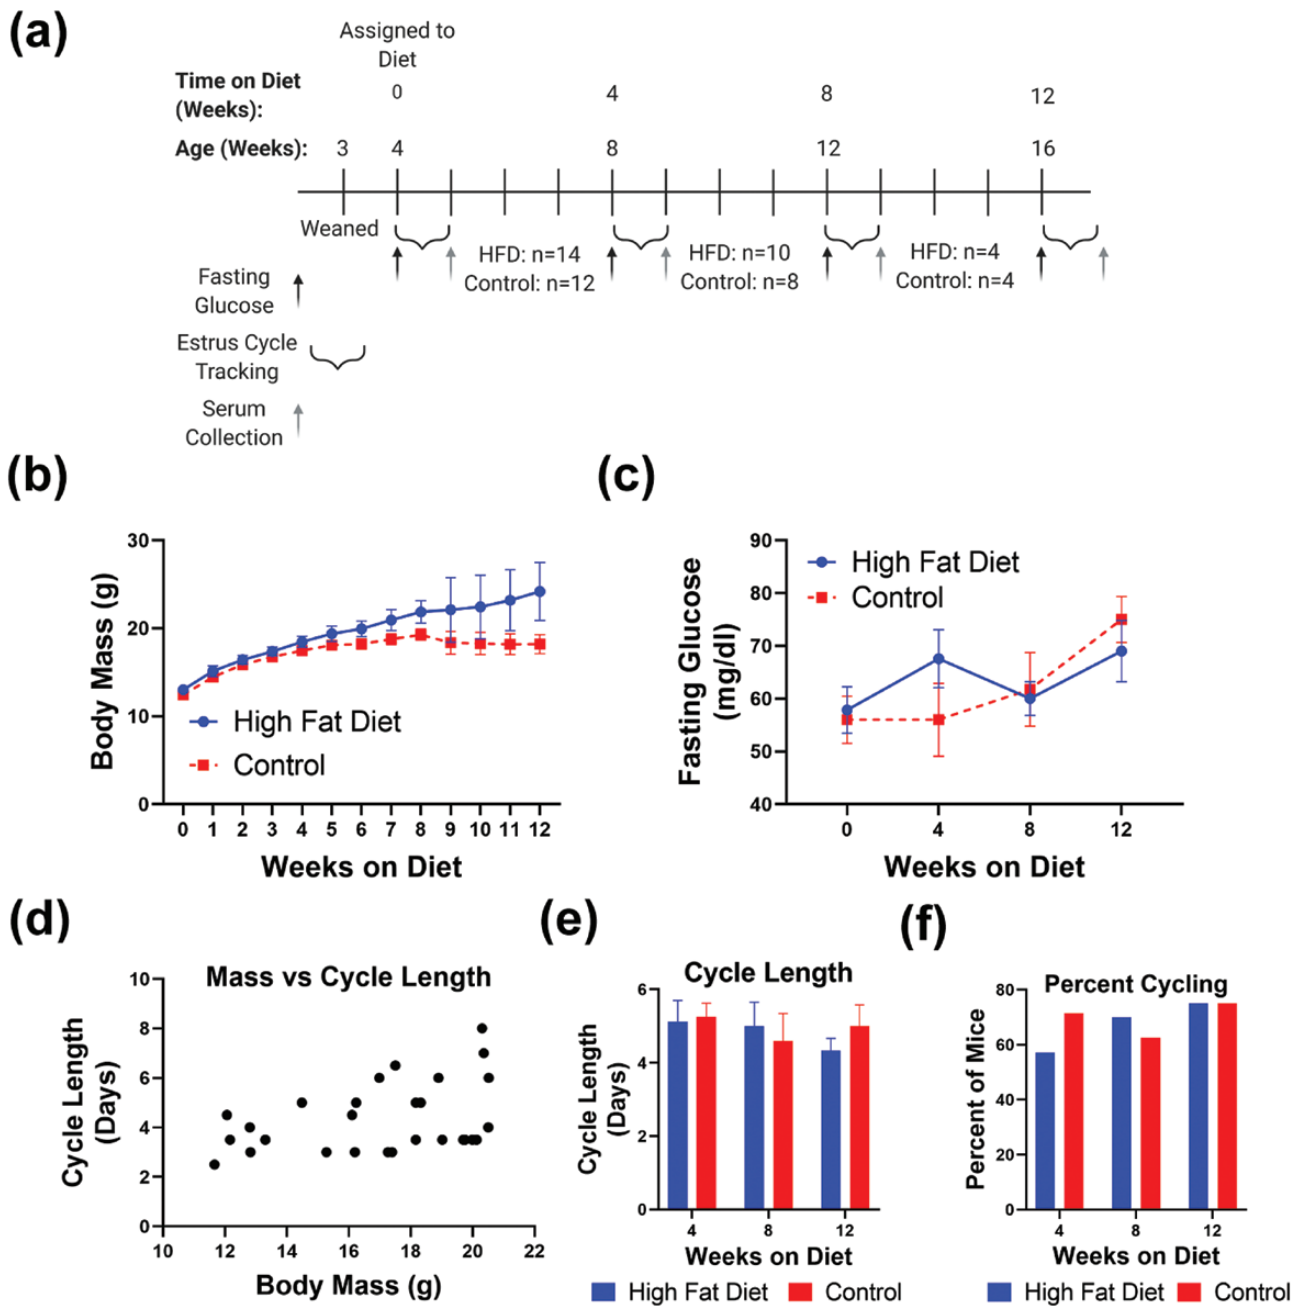 (a)
Assigned to
Diet
Time on Diet
(Weeks):
0 4 8 12
Age (Weeks): 3 4 8 12 16
Weaned
HFD: n=14
Control: n=12
HFD: n=10
Control: n=8
HFD: n=4
Control: n=4
Fasting
Glucose
Estrus Cycle
Tracking
Serum
Collection
(b)
Body Mass (g)
30
20
10
0
High Fat Diet
Control
0 1 2 3 4 5 6 7 8 9 10 11 12
Weeks on Diet
(c)
Fasting Glucose
(mg/dl)
90
80
70
60
50
40
High Fat Diet
Control
0 4 8 12
Weeks on Diet
(d)
Mass vs Cycle Length
Cycle Length
(Days)
10
8
6
4
2
0
10 12 14 16 18 20 22
Body Mass (g)
(e)
Cycle Length
Cycle Length
(Days)
6
4
2
0
4 8 12
Weeks on Diet
High Fat Diet Control
(f)
Percent Cycling
Percent of Mice
80
60
40
20
0
4 8 12
Weeks on Diet
High Fat Diet Control